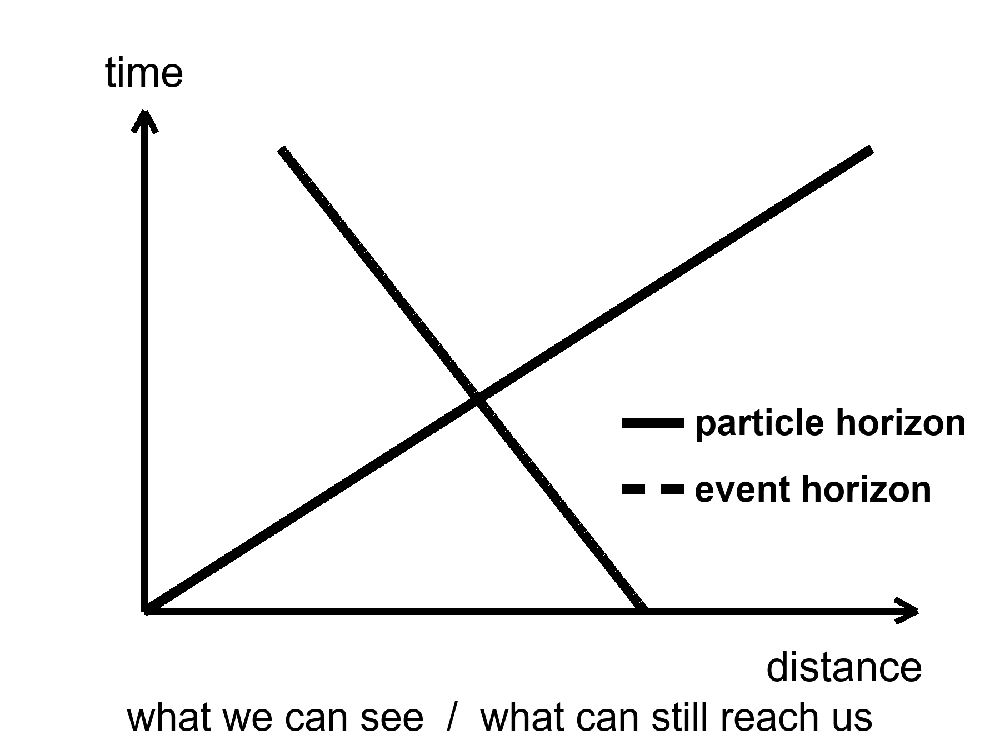 time
particle horizon
event horizon
distance
what we can see / what can still reach us